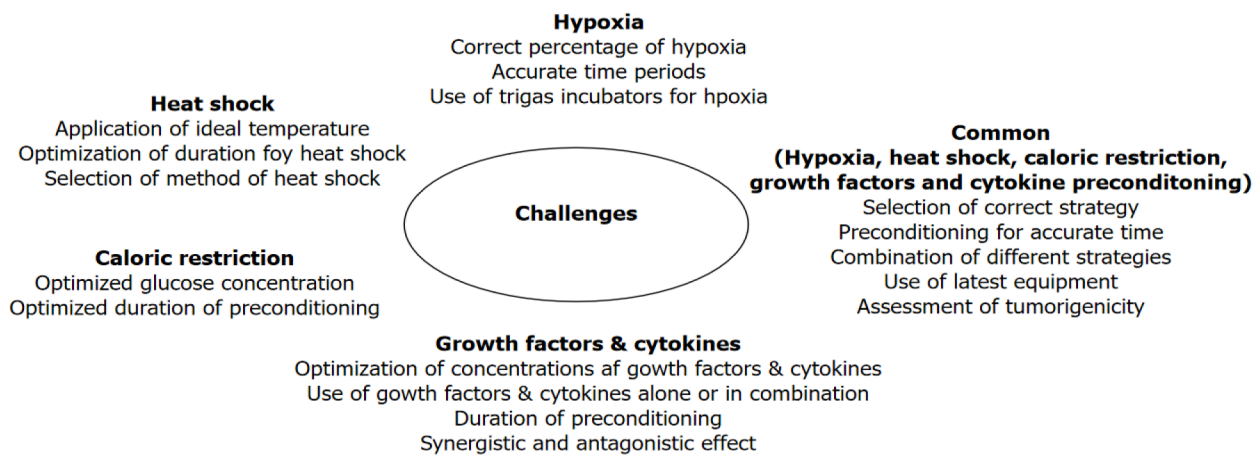 Hypoxia
Correct percentage of hypoxia
Accurate time periods
Use of trigas incubators for hpoxia
Heat shock
Application of ideal temperature
Optimization of duration foy heat shock
Selection of method of heat shock
Common
(Hypoxia, heat shock, caloric restriction,
growth factors and cytokine preconditoning)
Selection of correct strategy
Preconditioning for accurate time
Combination of different strategies
Use of latest equipment
Assessment of tumorigenicity
Challenges
Caloric restriction
Optimized glucose concentration
Optimized duration of preconditioning
Growth factors & cytokines
Optimization of concentrations af gowth factors & cytokines
Use of gowth factors & cytokines alone or in combination
Duration of preconditioning
Synergistic and antagonistic effect